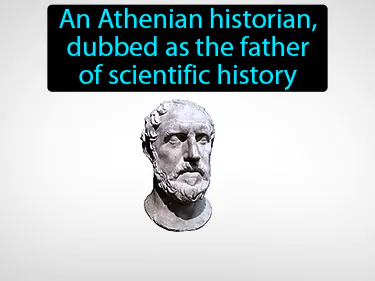 An Athenian historian,
dubbed as the father
of scientific history